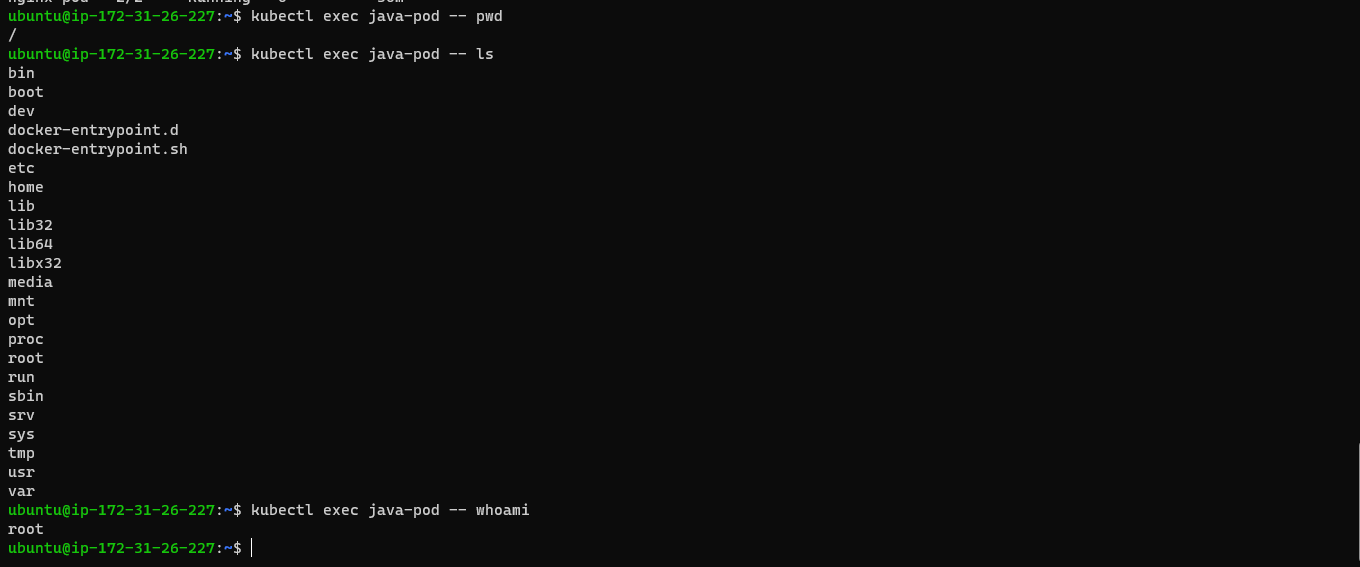 ubuntu@ip-172-31-26-227:~$ kubectl exec java-pod -- pwd
/
ubuntu@ip-172-31-26-227:~$ kubectl exec java-pod -- ls
bin
boot
dev
docker-entrypoint.d
docker-entrypoint.sh
etc
home
lib
lib32
lib64
libx32
media
mnt
opt
proc
root
run
sbin
srv
sys
tmp
usr
var
ubuntu@ip-172-31-26-227:~$ kubectl exec java-pod -- whoami
root
ubuntu@ip-172-31-26-227:~$